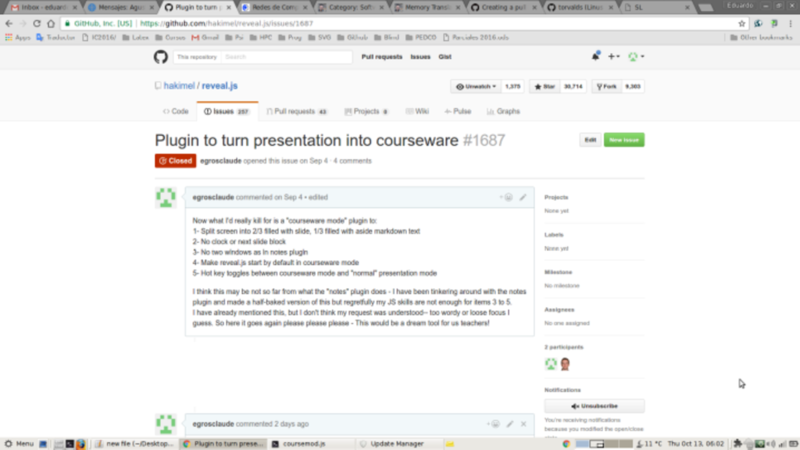 Inbox - eduardo
Mensajes: Agu
Plugin to turn p
Redes de Com
Category: Softw
Memory Trans
Creating a pul
torvalds (Linus
SL
Eduardo
GitHub, Inc. [US]
https://github.com/hakimel/reveal.js/issues/1687
Apps
Traductor
IC2016/
Latex
Cursos
Gmail
Psi
HPC
Prog
SVG
Github
Blind
PEDCO
Parciales 2016.ods
Other bookmarks
This repository
Search
Pull requests
Issues
Gist
hakimel / reveal.js
Unwatch
1,375
Star
30,714
Fork
9,365
Code
Issues 257
Pull requests 43
Projects 0
Wiki
Pulse
Graphs
Plugin to turn presentation into courseware #1687
Edit
New issue
Closed
egrosclaude opened this issue on Sep 4 · 4 comments
egrosclaude commented on Sep 4 • edited
Now what I'd really kill for is a "courseware mode" plugin to:
1- Split screen into 2/3 filled with slide, 1/3 filled with aside markdown text
2- No clock or next slide block
3- No two windows as in notes plugin
4- Make reveal.js start by default in courseware mode
5- Hot key toggles between courseware mode and "normal" presentation mode
I think this may be not so far from what the "notes" plugin does - I have been tinkering around with the notes
plugin and made a half-baked version of this but regretfully my JS skills are not enough for items 3 to 5.
I have already mentioned this, but I don't think my request was understood-- too wordy or loose focus I
guess. So here it goes again please please please - This would be a dream tool for us teachers!
Projects
None yet
Labels
None yet
Milestone
No milestone
Assignees
No one assigned
2 participants
Notifications
Unsubscribe
You're receiving notifications
because you modified the open/close
egrosclaude commented 2 days ago
Menu
new file (~/Desktop...
Plugin to turn prese...
coursemod.js
Update Manager
11 °C
Thu Oct 13, 06:02